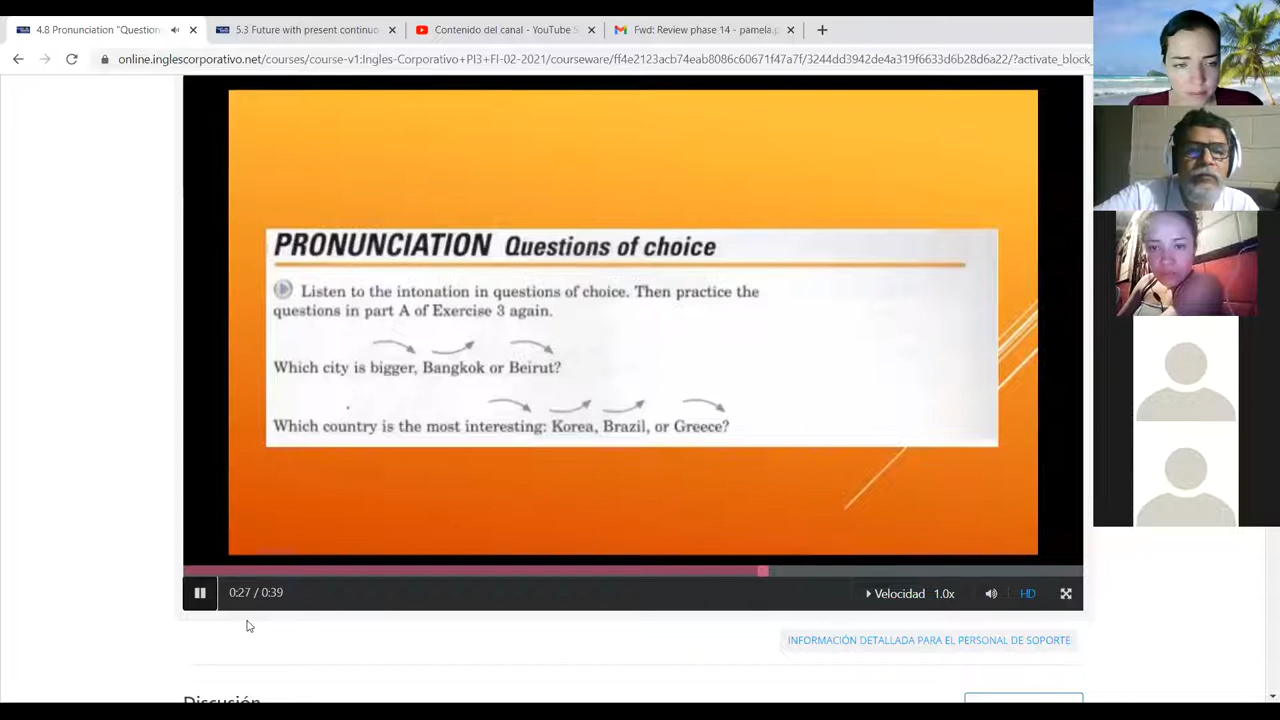 4.8 Pronunciation "Question
5.3 Future with present continuo
Contenido del canal - YouTube S
Fwd: Review phase 14 - pamela.p
online.inglescorporativo.net/courses/course-v1:Ingles-Corporativo+PI3+FI-02-2021/courseware/ff4e2123acb74eab8086c60671f47a7f/3244dd3942de4a319f6633d6b28d6a22/?activate_block_
PRONUNCIATION Questions of choice
Listen to the intonation in questions of choice. Then practice the
questions in part A of Exercise 3 again.
Which city is bigger, Bangkok or Beirut?
Which country is the most interesting: Korea, Brazil, or Greece?
0:27 / 0:39
Velocidad 1.0x
HD
INFORMACIÓN DETALLADA PARA EL PERSONAL DE SOPORTE
Discusión